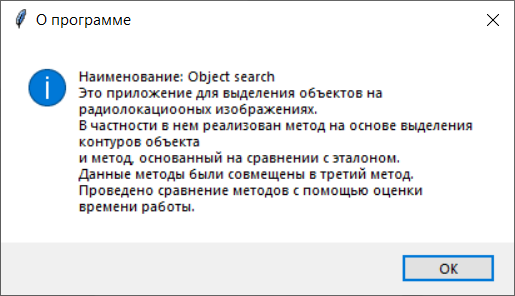 О программе
Наименование: Object search
Это приложение для выделения объектов на
радиолокациооных изображениях.
В частности в нем реализован метод на основе выделения
контуров объекта
и метод, основанный на сравнении с эталоном.
Данные методы были совмещены в третий метод.
Проведено сравнение методов с помощью оценки
времени работы.
ОК